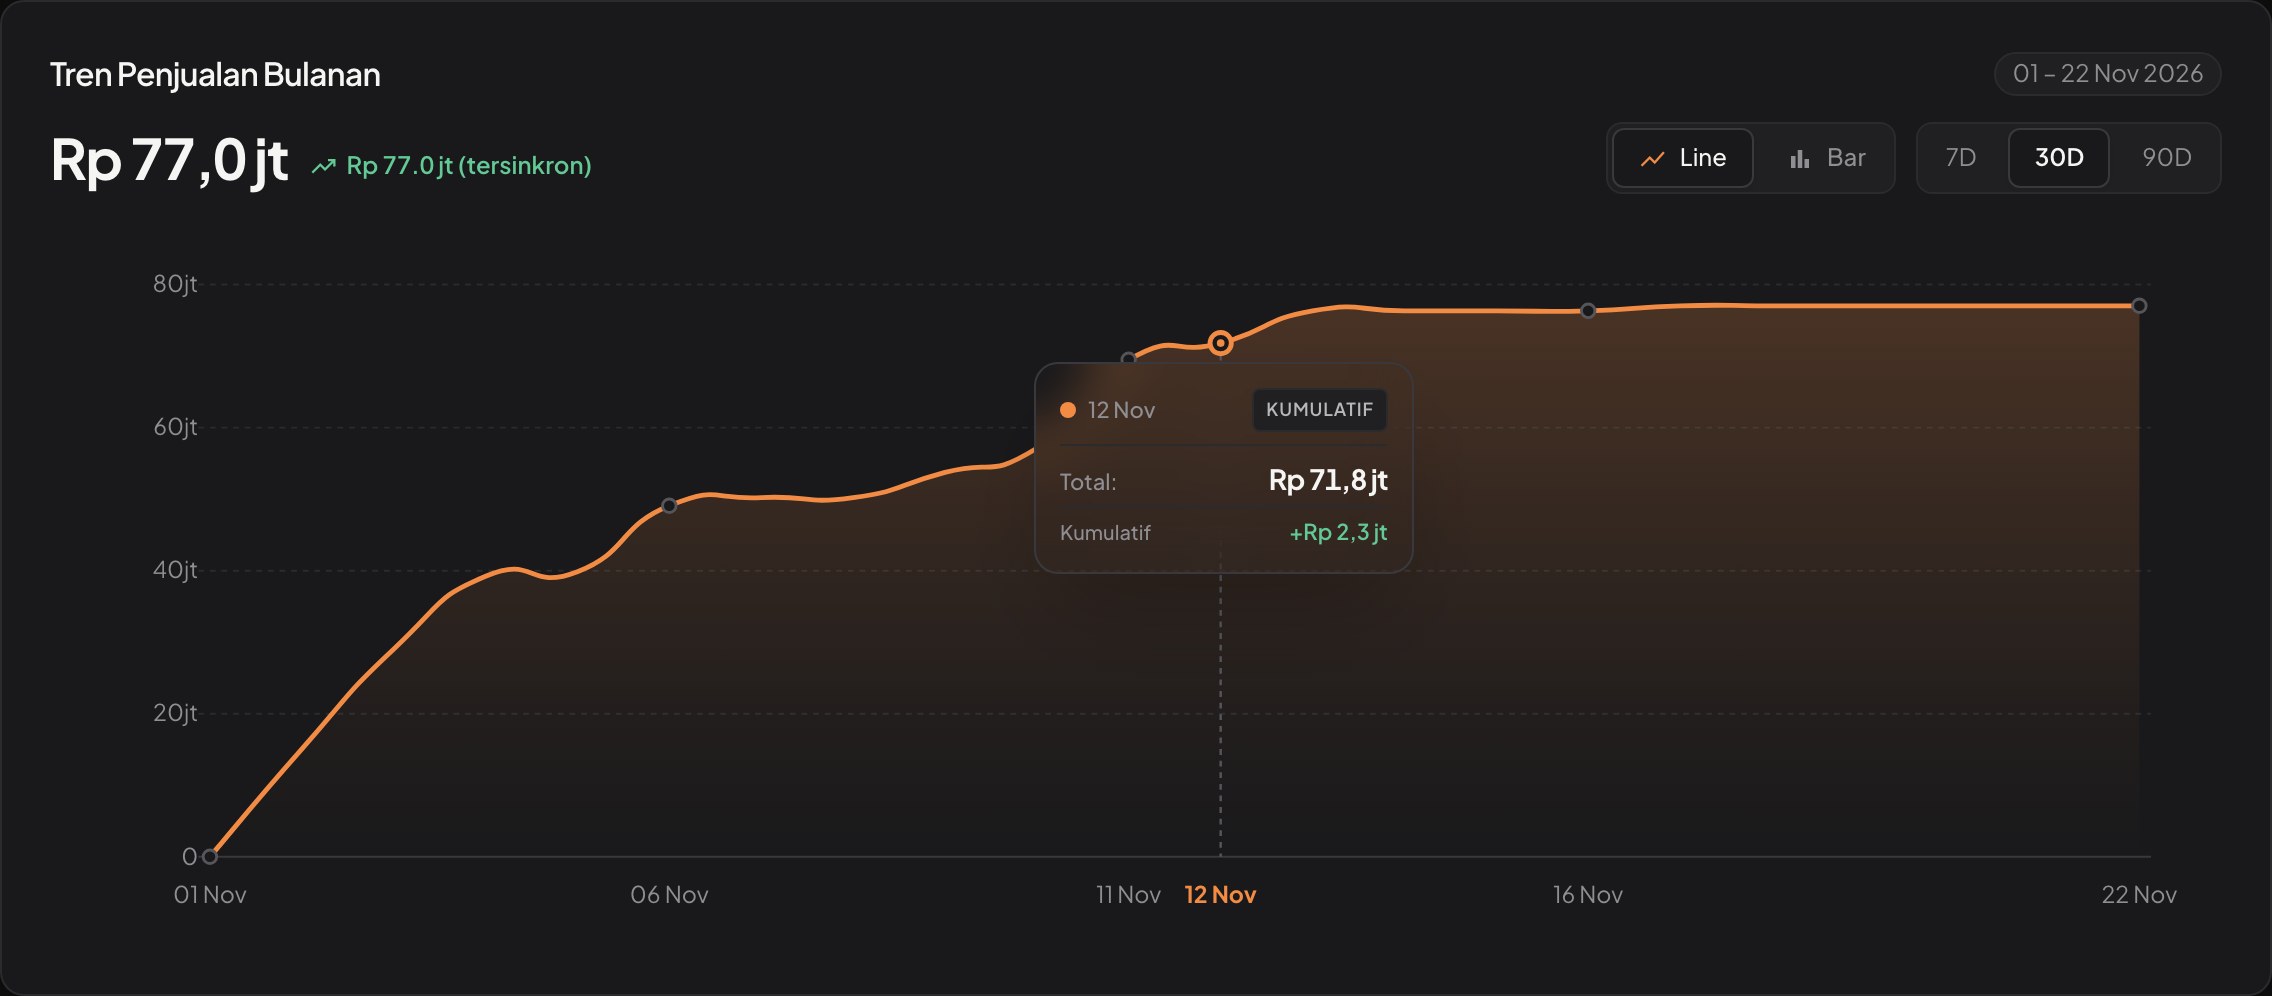 Tren Penjualan Bulanan
01 – 22 Nov 2026
Rp 77,0 jt
Rp 77.0 jt (tersinkron)
Line
Bar
7D
30D
90D
80jt
60jt
40jt
20jt
0
12 Nov
KUMULATIF
Total:
Rp 71,8 jt
Kumulatif
+Rp 2,3 jt
01 Nov
06 Nov
11 Nov
12 Nov
16 Nov
22 Nov